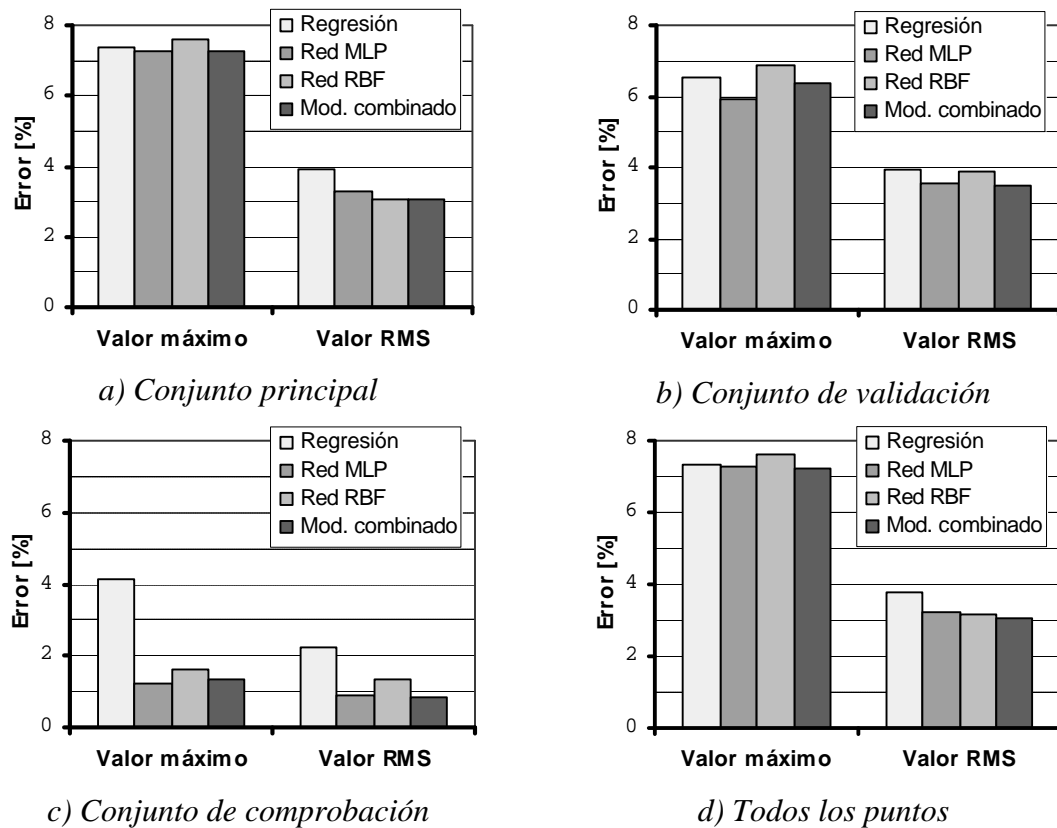 8
6
4
2
0
Error [%]
Regresión
Red MLP
Red RBF
Mod. combinado
Valor máximo
Valor RMS
a) Conjunto principal
8
6
4
2
0
Error [%]
Regresión
Red MLP
Red RBF
Mod. combinado
Valor máximo
Valor RMS
b) Conjunto de validación
8
6
4
2
0
Error [%]
Regresión
Red MLP
Red RBF
Mod. combinado
Valor máximo
Valor RMS
c) Conjunto de comprobación
8
6
4
2
0
Error [%]
Regresión
Red MLP
Red RBF
Mod. combinado
Valor máximo
Valor RMS
d) Todos los puntos